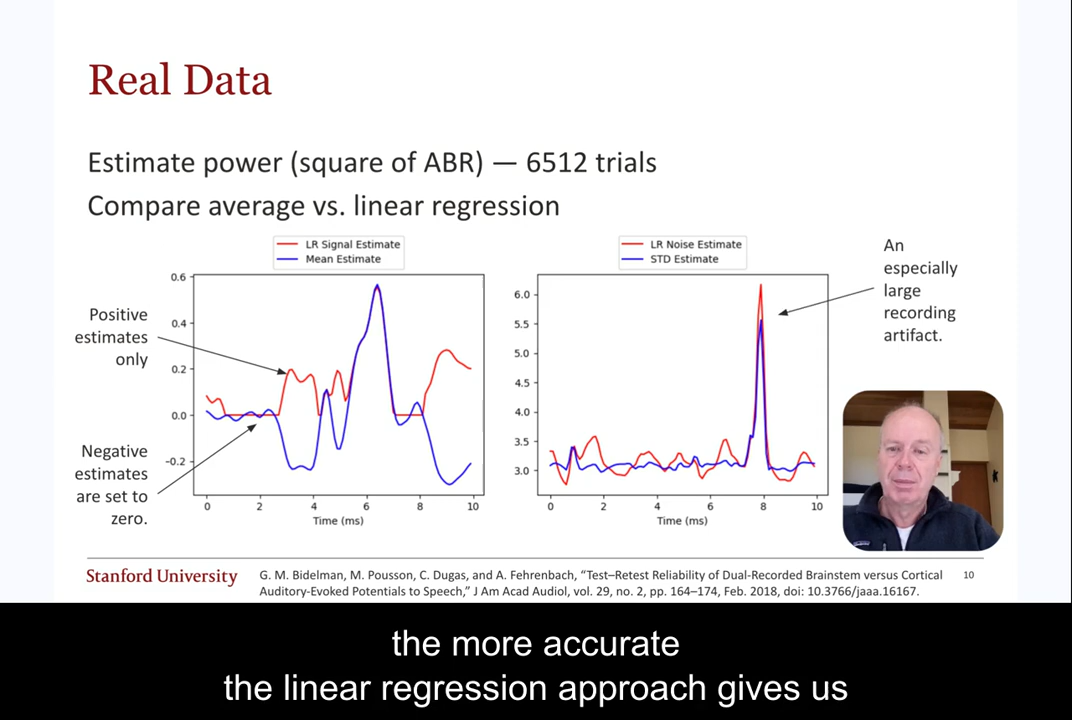 Real Data
Estimate power (square of ABR) — 6512 trials
Compare average vs. linear regression
LR Signal Estimate
Mean Estimate
0.6
0.4
0.2
0.0
-0.2
0 2 4 6 8 10
Time (ms)
Positive
estimates
only
Negative
estimates
are set to
zero.
LR Noise Estimate
STD Estimate
6.0
5.5
5.0
4.5
4.0
3.5
3.0
0 2 4 6 8 10
Time (ms)
An
especially
large
recording
artifact.
Stanford University
G. M. Bidelman, M. Pousson, C. Dugas, and A. Fehrenbach, “Test–Retest Reliability of Dual-Recorded Brainstem versus Cortical
Auditory-Evoked Potentials to Speech,” J Am Acad Audiol, vol. 29, no. 2, pp. 164–174, Feb. 2018, doi: 10.3766/jaaa.16167.
10
the more accurate
the linear regression approach gives us